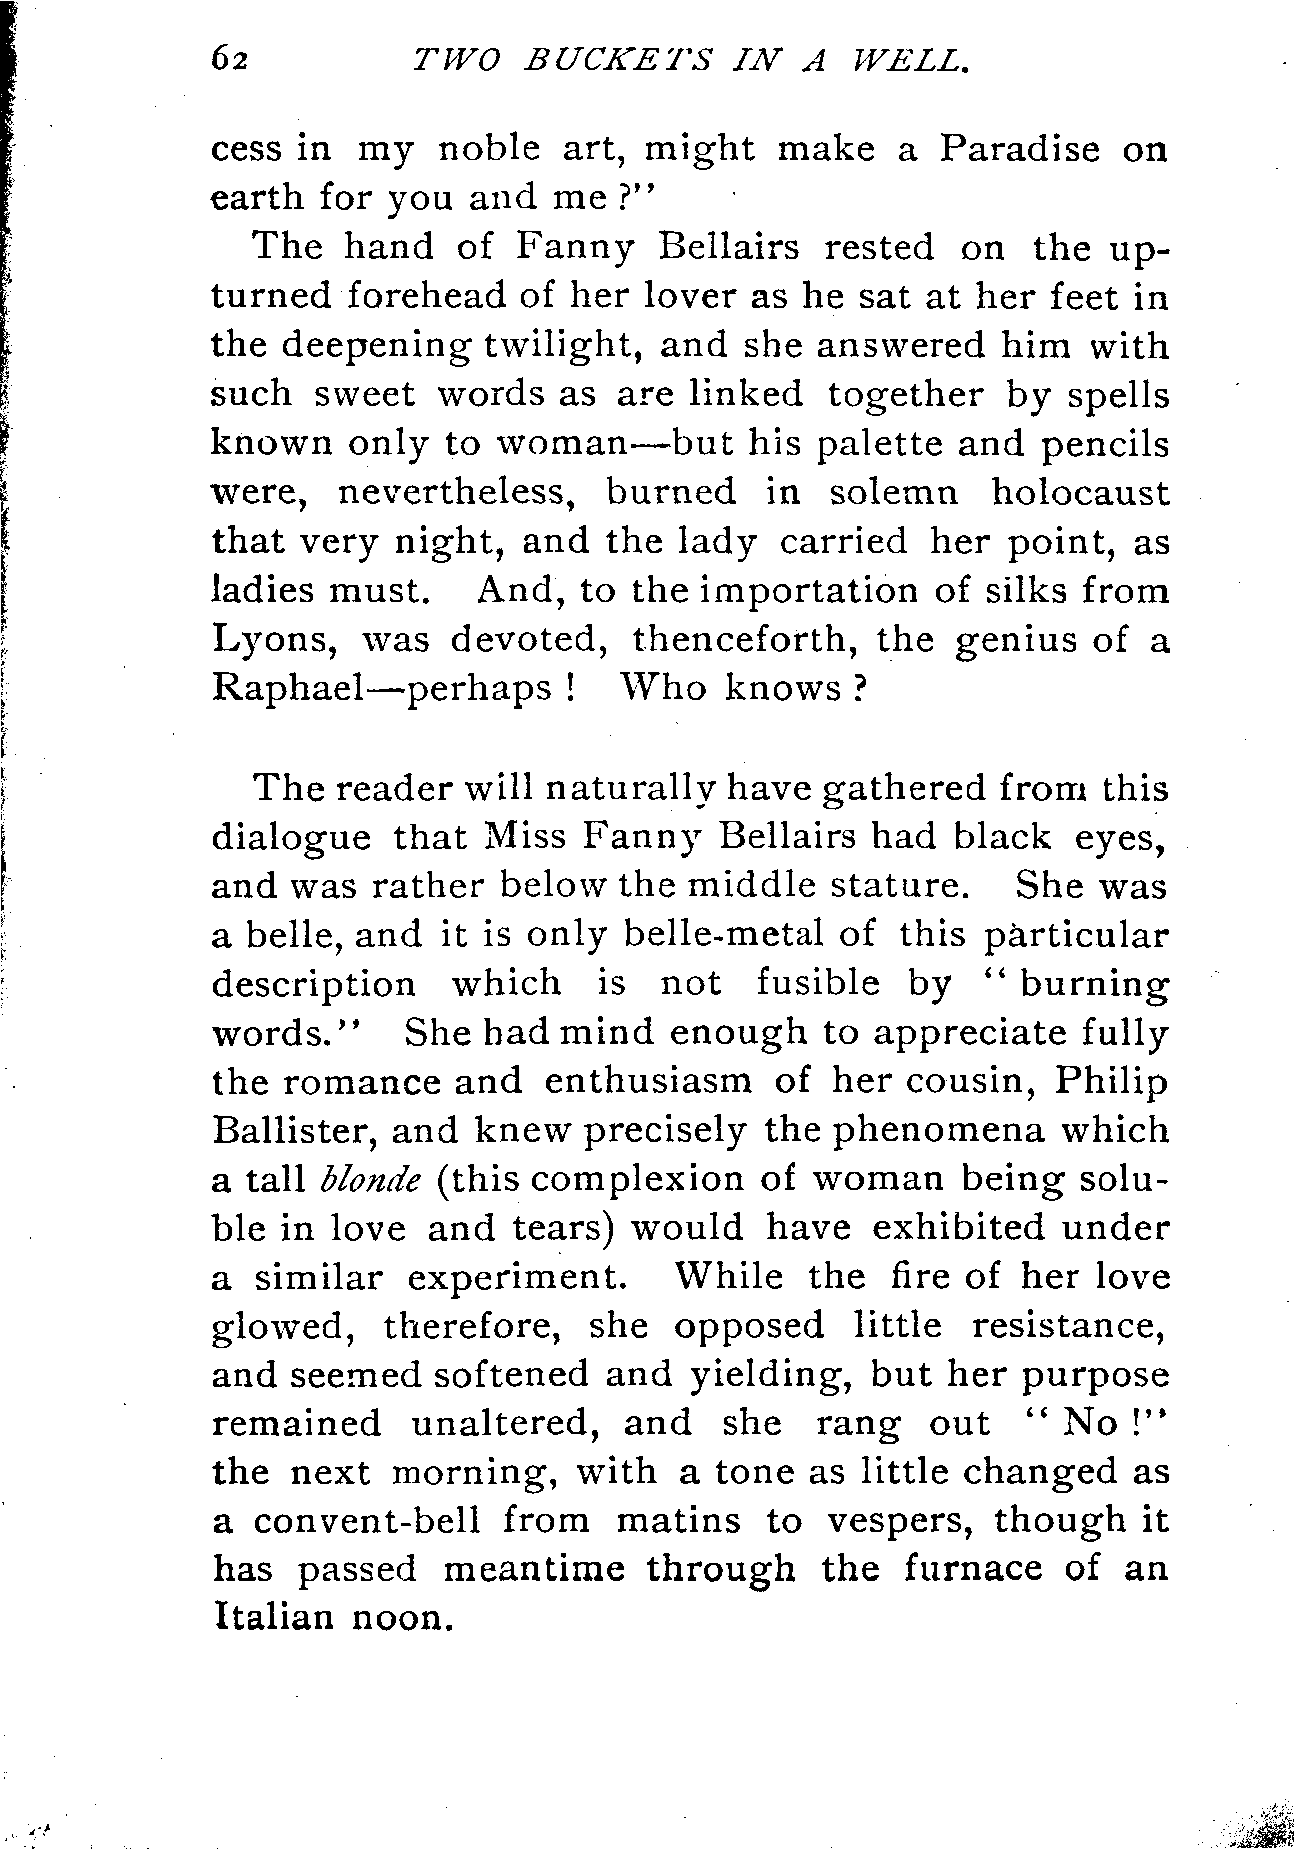 62 TWO BUCKETS IN A WELL.
cess in my noble art, might make a Paradise on
earth for you and me ?"
The hand of Fanny Bellairs rested on the up-
turned forehead of her lover as he sat at her feet in
the deepening twilight, and she answered him with
such sweet words as are linked together by spells
known only to woman—but his palette and pencils
were, nevertheless, burned in solemn holocaust
that very night, and the lady carried her point, as
ladies must. And, to the importation of silks from
Lyons, was devoted, thenceforth, the genius of a
Raphael—perhaps ! Who knows ?
The reader will naturally have gathered from this
dialogue that Miss Fanny Bellairs had black eyes,
and was rather below the middle stature. She was
a belle, and it is only belle-metal of this particular
description which is not fusible by " burning
words." She had mind enough to appreciate fully
the romance and enthusiasm of her cousin, Philip
Ballister, and knew precisely the phenomena which
a tall blonde (this complexion of woman being solu-
ble in love and tears) would have exhibited under
a similar experiment. While the fire of her love
glowed, therefore, she opposed little resistance,
and seemed softened and yielding, but her purpose
remained unaltered, and she rang out " No !"
the next morning, with a tone as little changed as
a convent-bell from matins to vespers, though it
has passed meantime through the furnace of an
Italian noon.